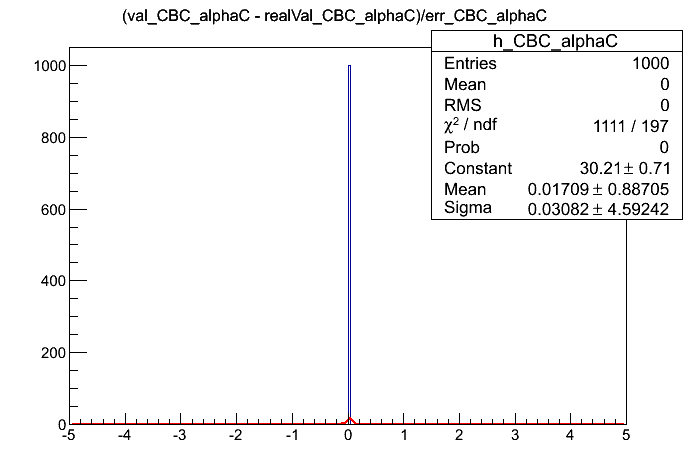 (val_CBC_alphaC - realVal_CBC_alphaC)/err_CBC_alphaC
h_CBC_alphaC
Entries 1000
Mean 0
RMS 0
χ² / ndf 1111 / 197
Prob 0
Constant 30.21 ± 0.71
Mean 0.01709 ± 0.88705
Sigma 0.03082 ± 4.59242
1000
800
600
400
200
0
-5 -4 -3 -2 -1 0 1 2 3 4 5